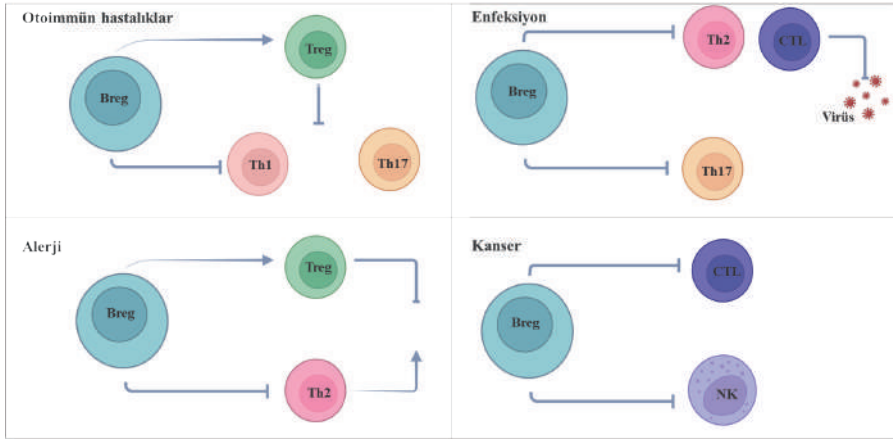 Otoimmün hastalıklar
Treg
Breg
Th1
Th17
Enfeksiyon
Th2
CTL
Breg
Virüs
Th17
Alerji
Treg
Breg
Th2
Kanser
CTL
Breg
NK